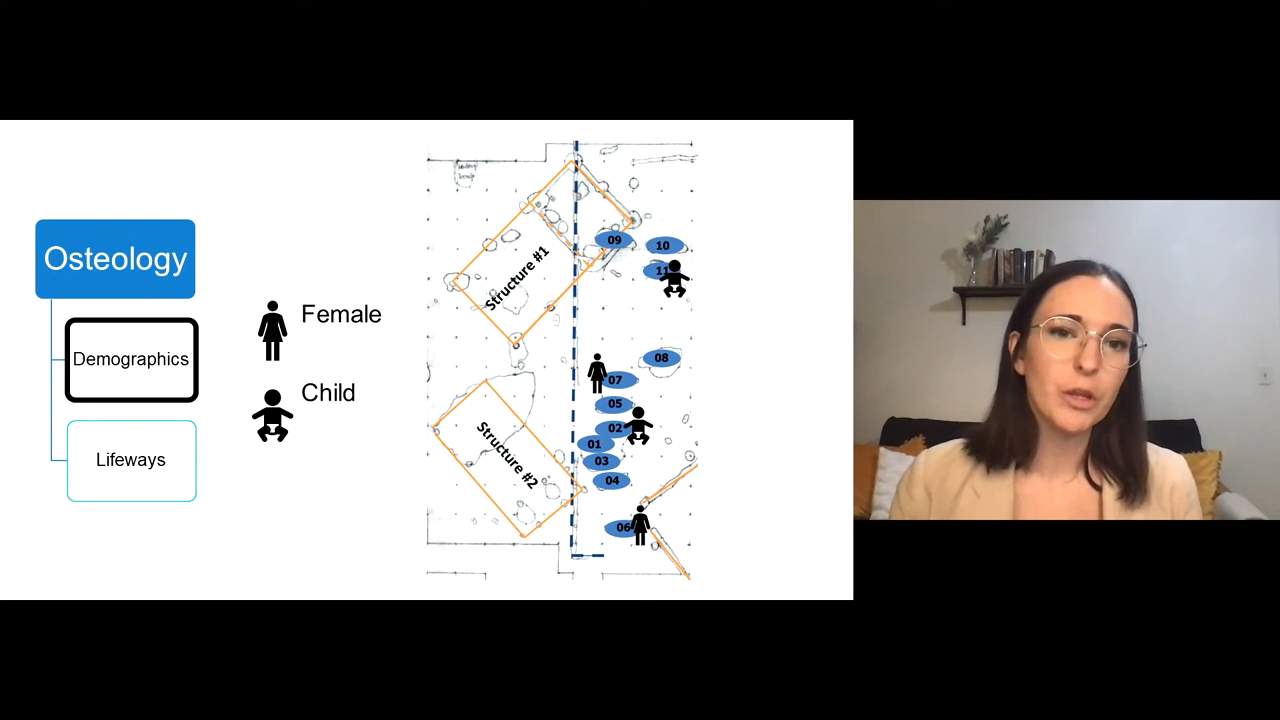 Osteology
Demographics
Lifeways
Female
Child
Structure #1
Structure #2
09
10
11
08
07
05
02
01
03
04
06